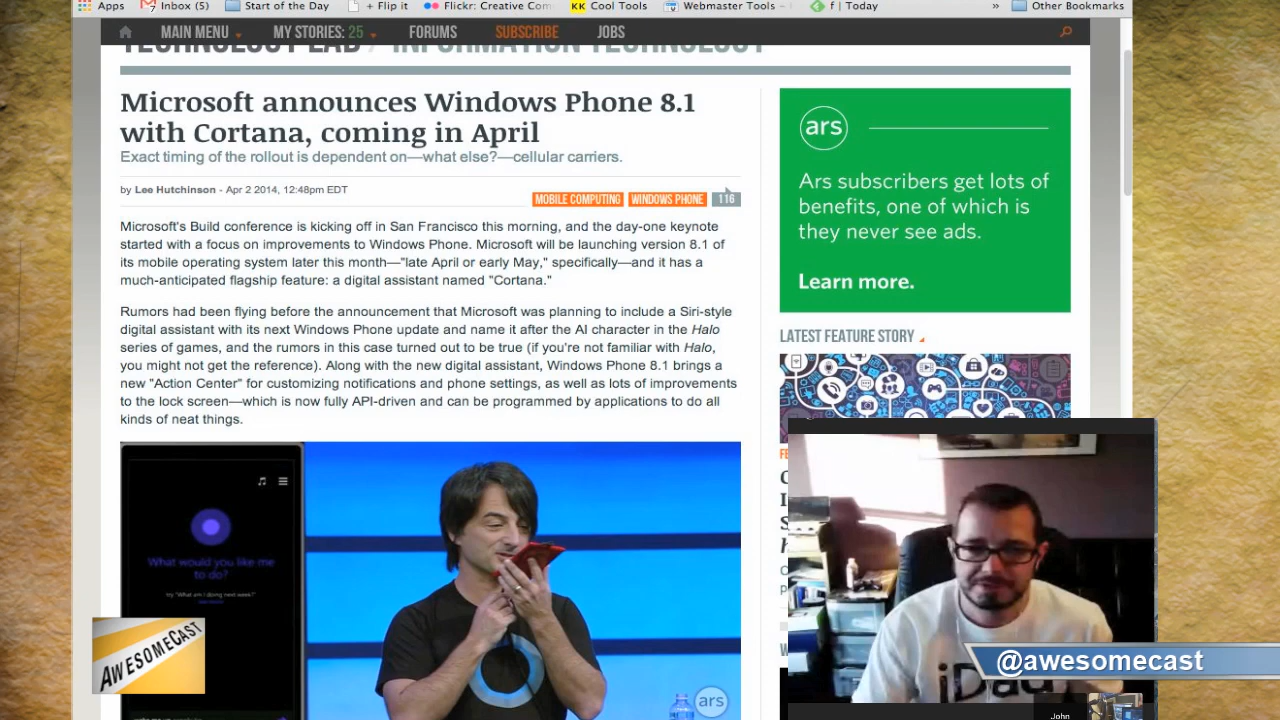 Apps
Inbox (5)
Start of the Day
+ Flip it
Flickr: Creative Com
KK Cool Tools
Webmaster Tools -
f | Today
»
Other Bookmarks
MAIN MENU
MY STORIES: 25
FORUMS
SUBSCRIBE
JOBS
TECHNOLOGY LAB / INFORMATION TECHNOLOGY
Microsoft announces Windows Phone 8.1
with Cortana, coming in April
Exact timing of the rollout is dependent on—what else?—cellular carriers.
by Lee Hutchinson - Apr 2 2014, 12:48pm EDT
MOBILE COMPUTING
WINDOWS PHONE
116
Microsoft's Build conference is kicking off in San Francisco this morning, and the day-one keynote
started with a focus on improvements to Windows Phone. Microsoft will be launching version 8.1 of
its mobile operating system later this month—"late April or early May," specifically—and it has a
much-anticipated flagship feature: a digital assistant named "Cortana."
Rumors had been flying before the announcement that Microsoft was planning to include a Siri-style
digital assistant with its next Windows Phone update and name it after the AI character in the Halo
series of games, and the rumors in this case turned out to be true (if you're not familiar with Halo,
you might not get the reference). Along with the new digital assistant, Windows Phone 8.1 brings a
new "Action Center" for customizing notifications and phone settings, as well as lots of improvements
to the lock screen—which is now fully API-driven and can be programmed by applications to do all
kinds of neat things.
What would you like me
to do?
try "What am I doing next week?"
ars
ars
Ars subscribers get lots of
benefits, one of which is
they never see ads.
Learn more.
LATEST FEATURE STORY
AWESOMECAST
@awesomecast
iDad
John